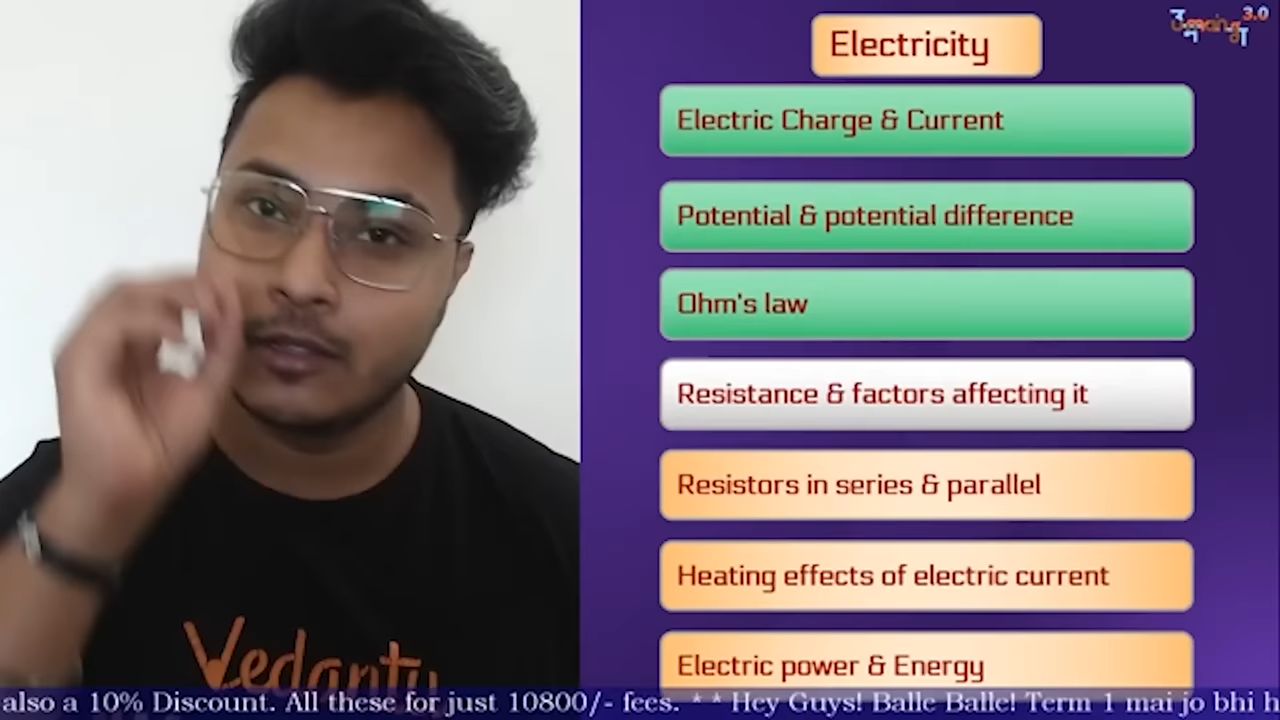 Electricity
3.0
Electric Charge & Current
Potential & potential difference
Ohm's law
Resistance & factors affecting it
Resistors in series & parallel
Heating effects of electric current
Electric power & Energy
Vedantu
also a 10% Discount. All these for just 10800/- fees. * * Hey Guys! Balle Balle! Term 1 mai jo bhi h